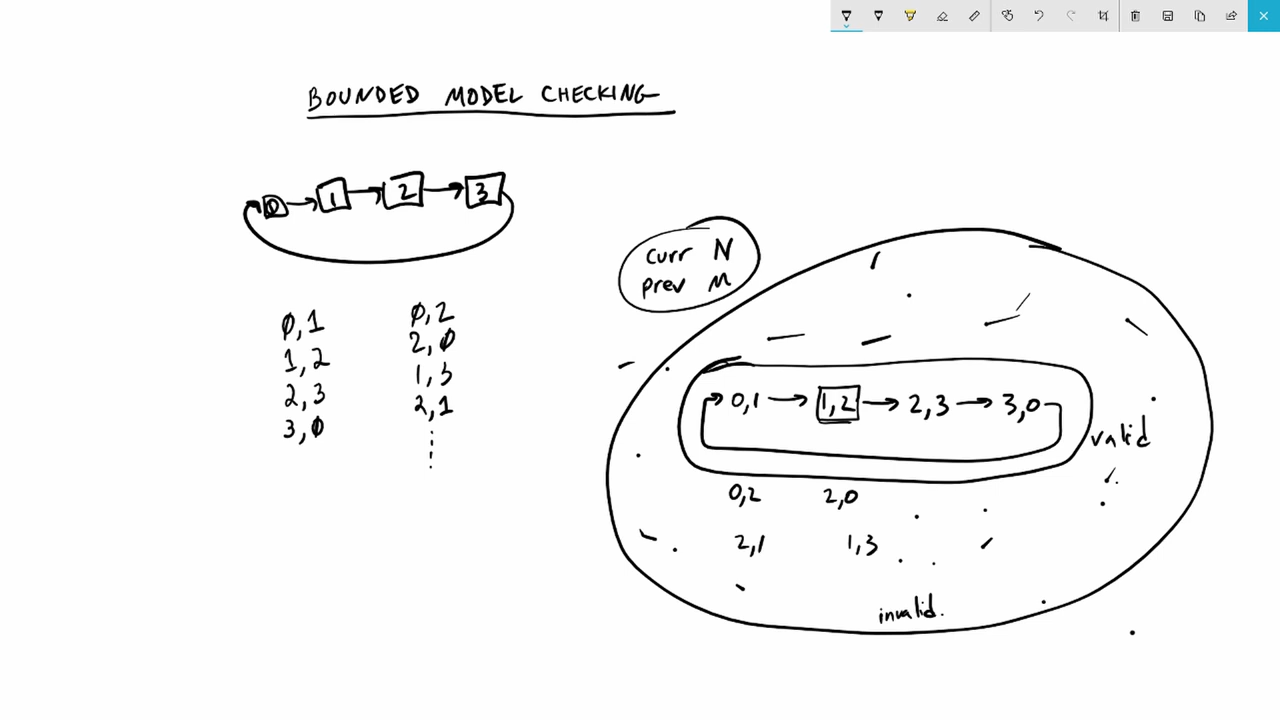 BOUNDED MODEL CHECKING
0 1 2 3
curr N
prev M
0,1
1,2
2,3
3,0
0,2
2,0
1,3
2,1
0,1 1,2 2,3 3,0
valid
0,2 2,0
2,1 1,3
invalid.